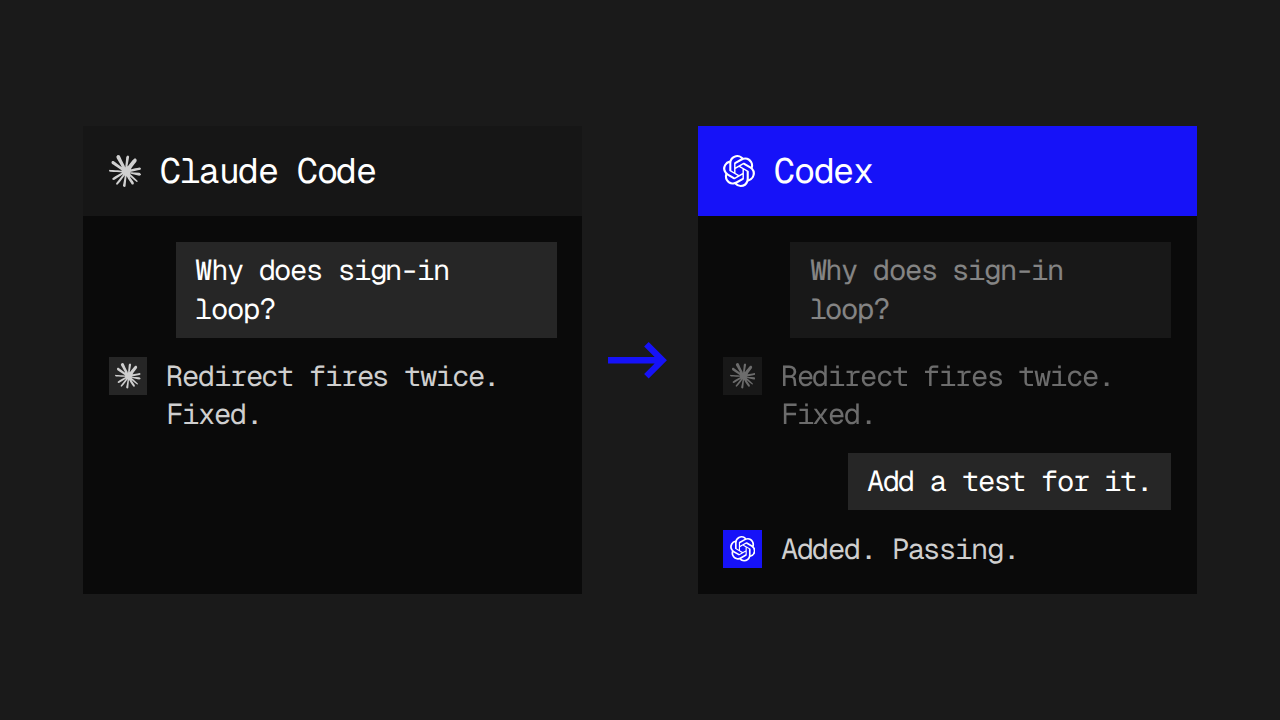 Claude Code
Why does sign-in
loop?
Redirect fires twice.
Fixed.
Codex
Why does sign-in
loop?
Redirect fires twice.
Fixed.
Add a test for it.
Added. Passing.